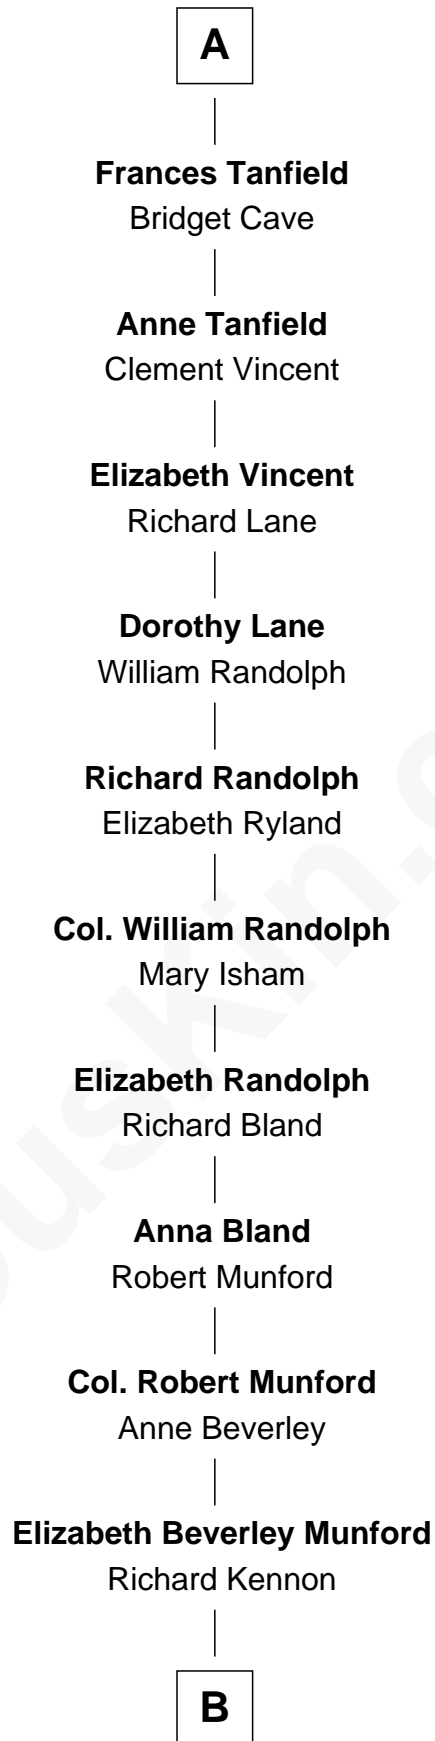 A
Frances Tanfield
Bridget Cave
Anne Tanfield
Clement Vincent
Elizabeth Vincent
Richard Lane
Dorothy Lane
William Randolph
Richard Randolph
Elizabeth Ryland
Col. William Randolph
Mary Isham
Elizabeth Randolph
Richard Bland
Anna Bland
Robert Munford
Col. Robert Munford
Anne Beverley
Elizabeth Beverley Munford
Richard Kennon
B